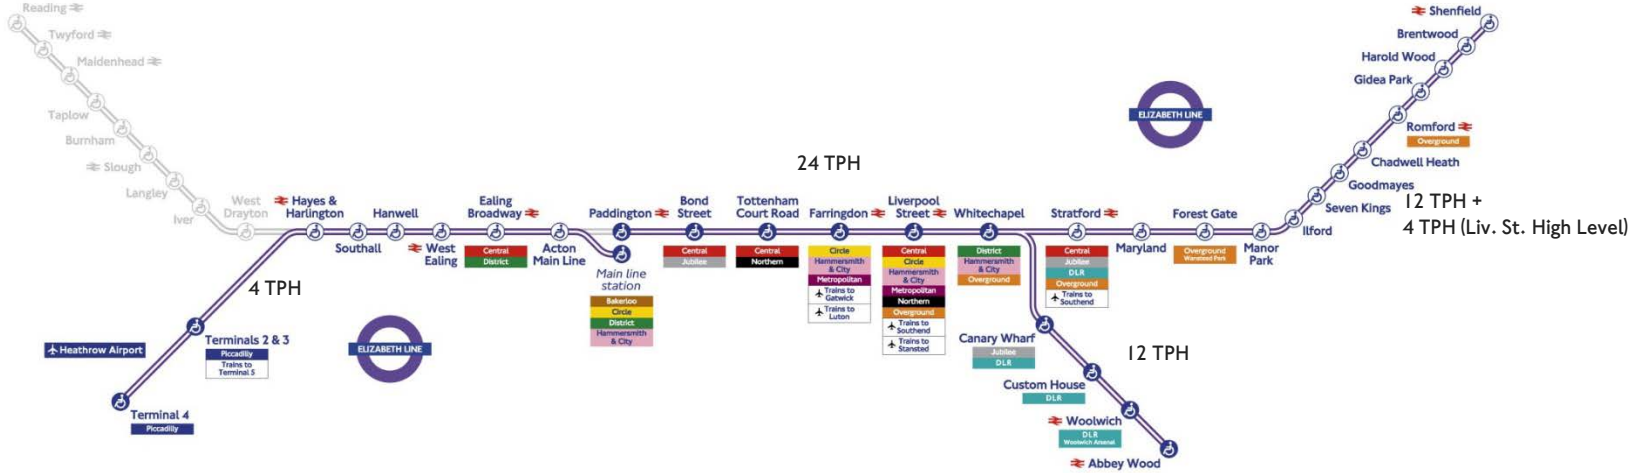 Reading
Twyford
Maidenhead
Taplow
Burnham
Slough
Langley
Iver
West
Drayton
Hayes &
Harlington
Southall
Hanwell
West
Ealing
Ealing
Broadway
Central
District
Acton
Main Line
Paddington
Main line
station
Bakerloo
Circle
District
Hammersmith
& City
24 TPH
Bond
Street
Central
Jubilee
Tottenham
Court Road
Central
Northern
Farringdon
Circle
Hammersmith
& City
Metropolitan
Trains to
Gatwick
Trains to
Luton
Liverpool
Street
Central
Circle
Hammersmith
& City
Metropolitan
Northern
Overground
Trains to
Southend
Trains to
Stansted
Whitechapel
District
Hammersmith
& City
Overground
Stratford
Central
Jubilee
DLR
Overground
Trains to
Southend
Maryland
Forest Gate
Overground
Wanstead Park
Manor
Park
Ilford
Seven Kings
Goodmayes
Chadwell Heath
Romford
Overground
Gidea Park
Harold Wood
Brentwood
Shenfield
12 TPH +
4 TPH (Liv. St. High Level)
ELIZABETH LINE
4 TPH
Heathrow Airport
Terminals 2 & 3
Piccadilly
Trains to
Terminal 5
Terminal 4
Piccadilly
ELIZABETH LINE
Canary Wharf
Jubilee
DLR
12 TPH
Custom House
DLR
Woolwich
DLR
Woolwich Arsenal
Abbey Wood